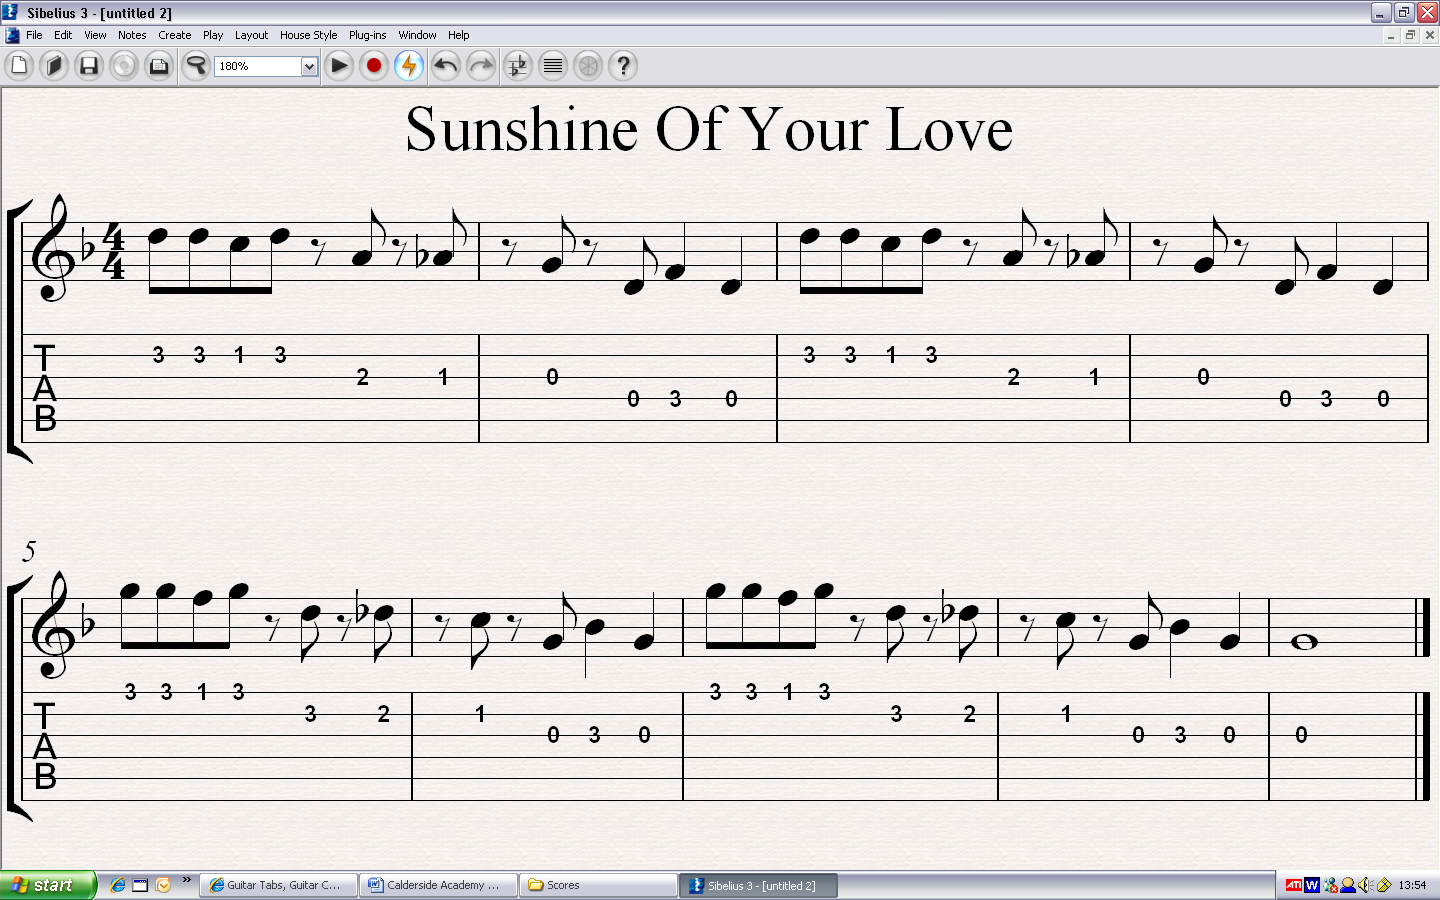 Sibelius 3 - [untitled 2]
File Edit View Notes Create Play Layout House Style Plug-ins Window Help
180%
?
Sunshine Of Your Love
4
4
T
A
B
3 3 1 3 2 1 0 0 3 0 3 3 1 3 2 1 0 0 3 0
5
T
A
B
3 3 1 3 3 2 1 0 3 0 3 3 1 3 3 2 1 0 3 0 0
start Guitar Tabs, Guitar C... Calderside Academy ... Scores Sibelius 3 - [untitled 2] ATI W 13:54